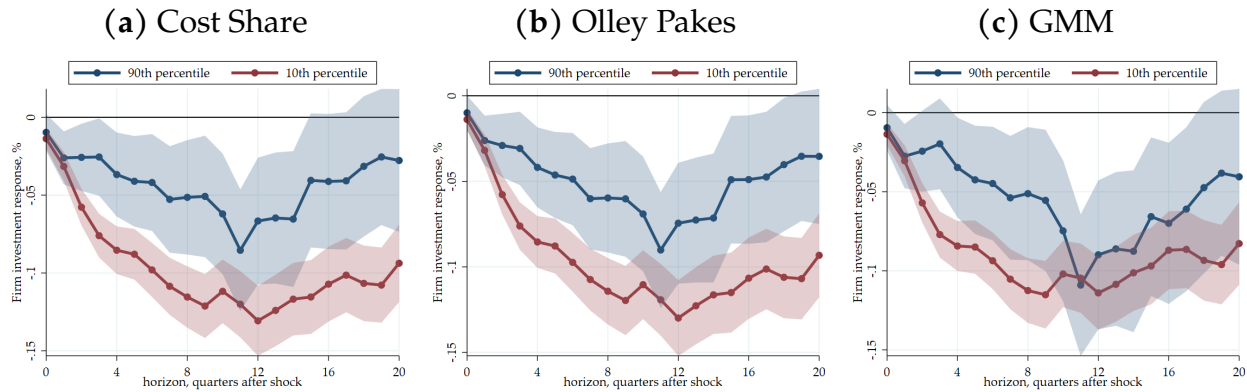 (a) Cost Share
90th percentile 10th percentile
Firm investment response, %
0
-.05
-.1
-.15
0 4 8 12 16 20
horizon, quarters after shock
(b) Olley Pakes
90th percentile 10th percentile
Firm investment response, %
0
-.05
-.1
-.15
0 4 8 12 16 20
horizon, quarters after shock
(c) GMM
90th percentile 10th percentile
Firm investment response, %
0
-.05
-.1
-.15
0 4 8 12 16 20
horizon, quarters after shock